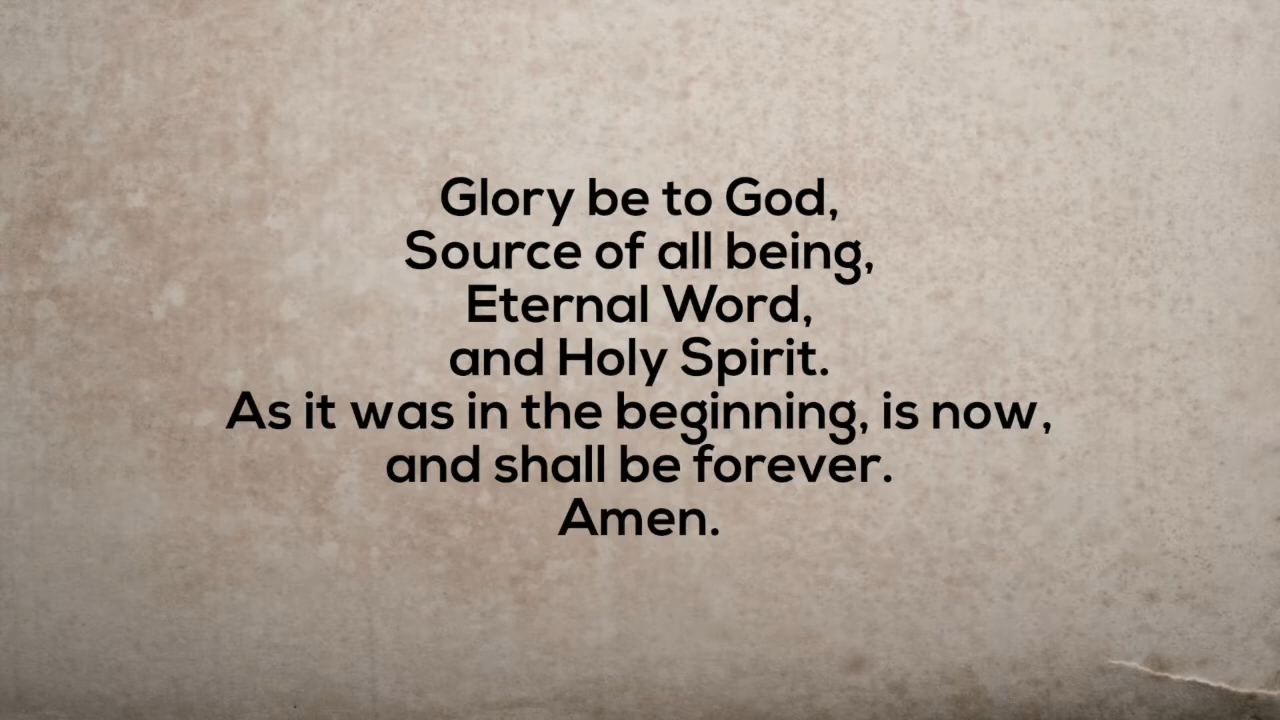 Glory be to God,
Source of all being,
Eternal Word,
and Holy Spirit.
As it was in the beginning, is now,
and shall be forever.
Amen.